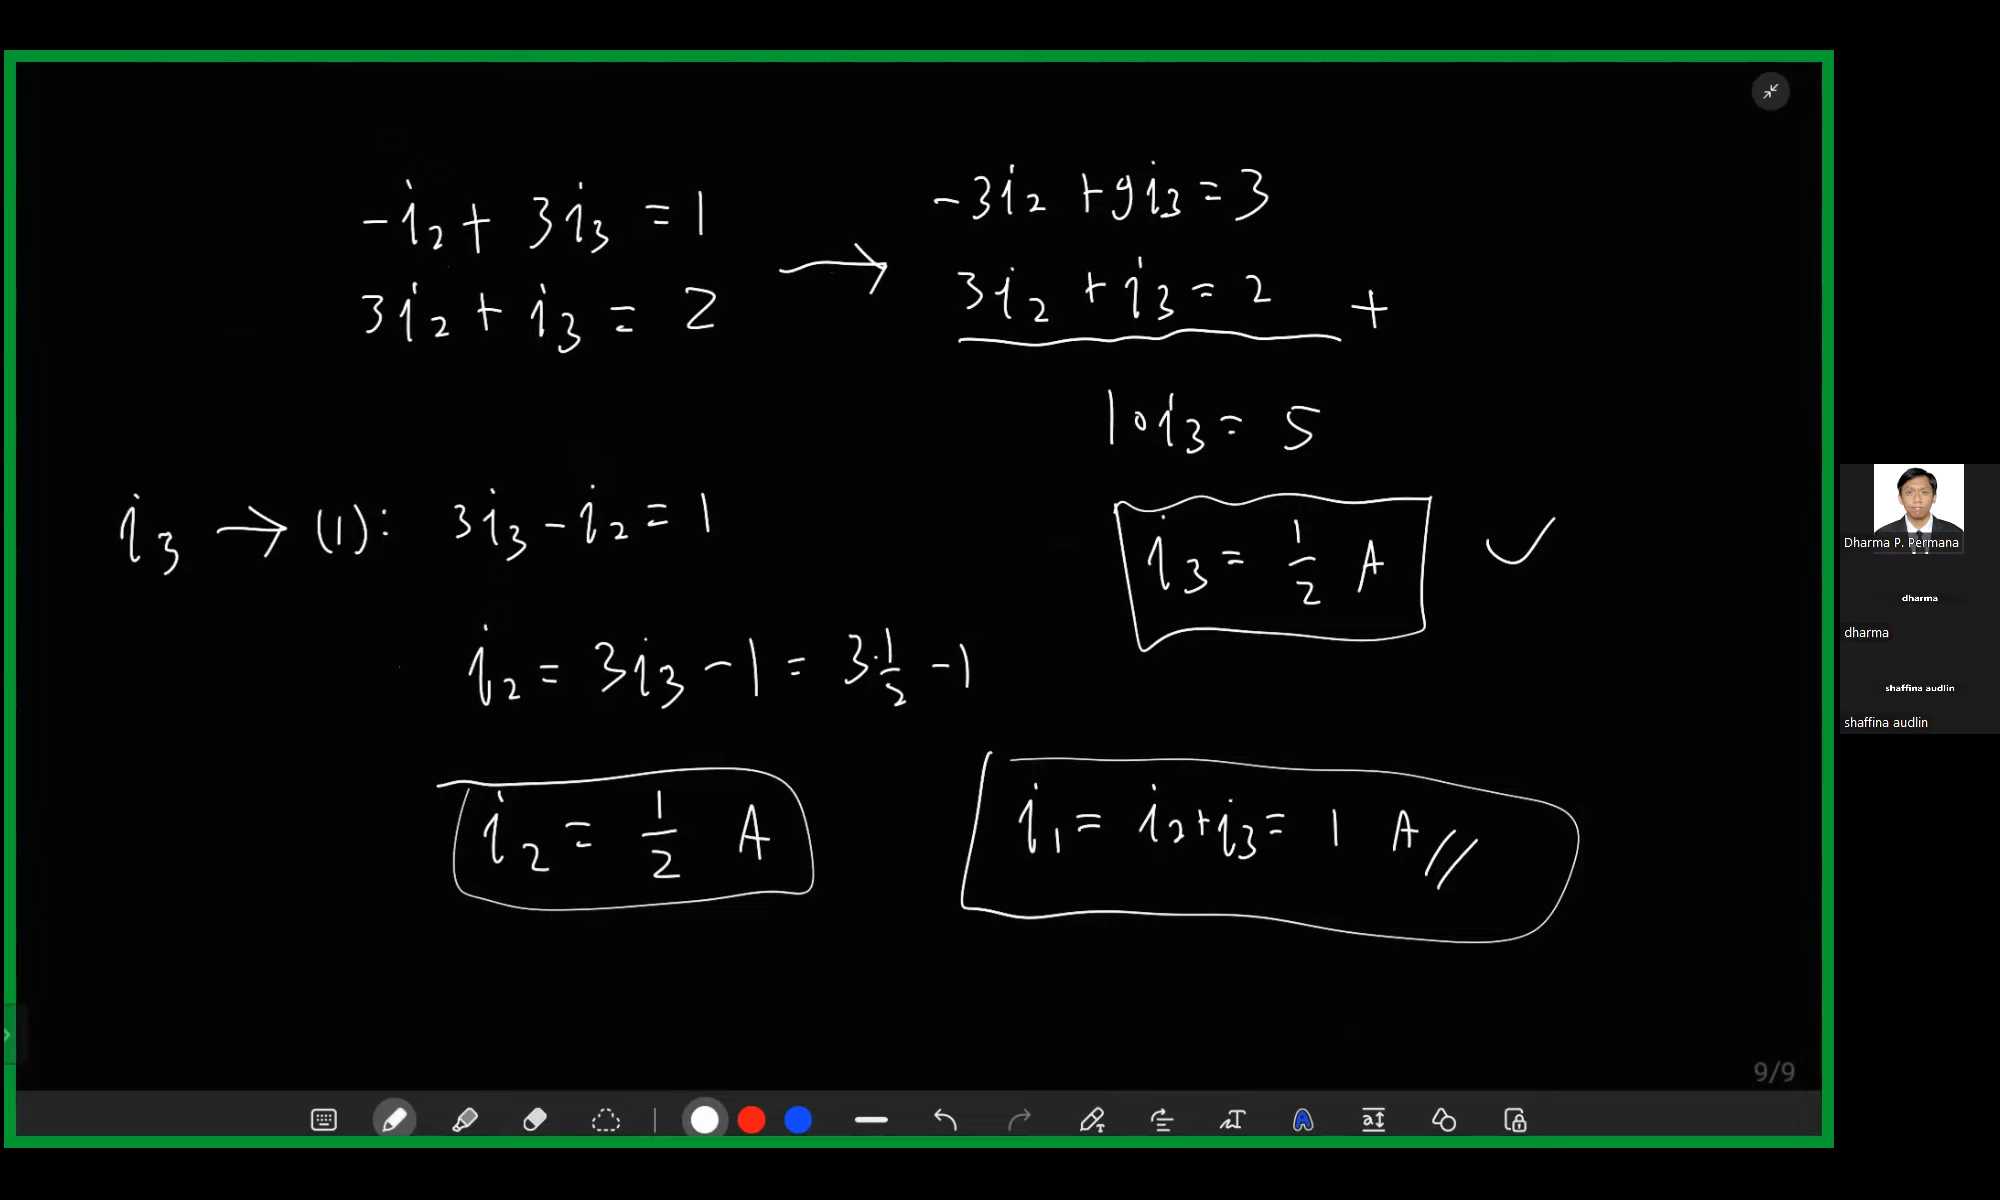 -i₂ + 3i₃ = 1
3i₂ + i₃ = 2
-3i₂ + 9i₃ = 3
3i₂ + i₃ = 2 +
10i₃ = 5
i₃ = 1/2 A
i₃ → (1): 3i₃ - i₂ = 1
i₂ = 3i₃ - 1 = 3·1/2 - 1
i₂ = 1/2 A
i₁ = i₂ + i₃ = 1 A //
9/9
Dharma P. Permana
dharma
dharma
shaffina audlin
shaffina audlin